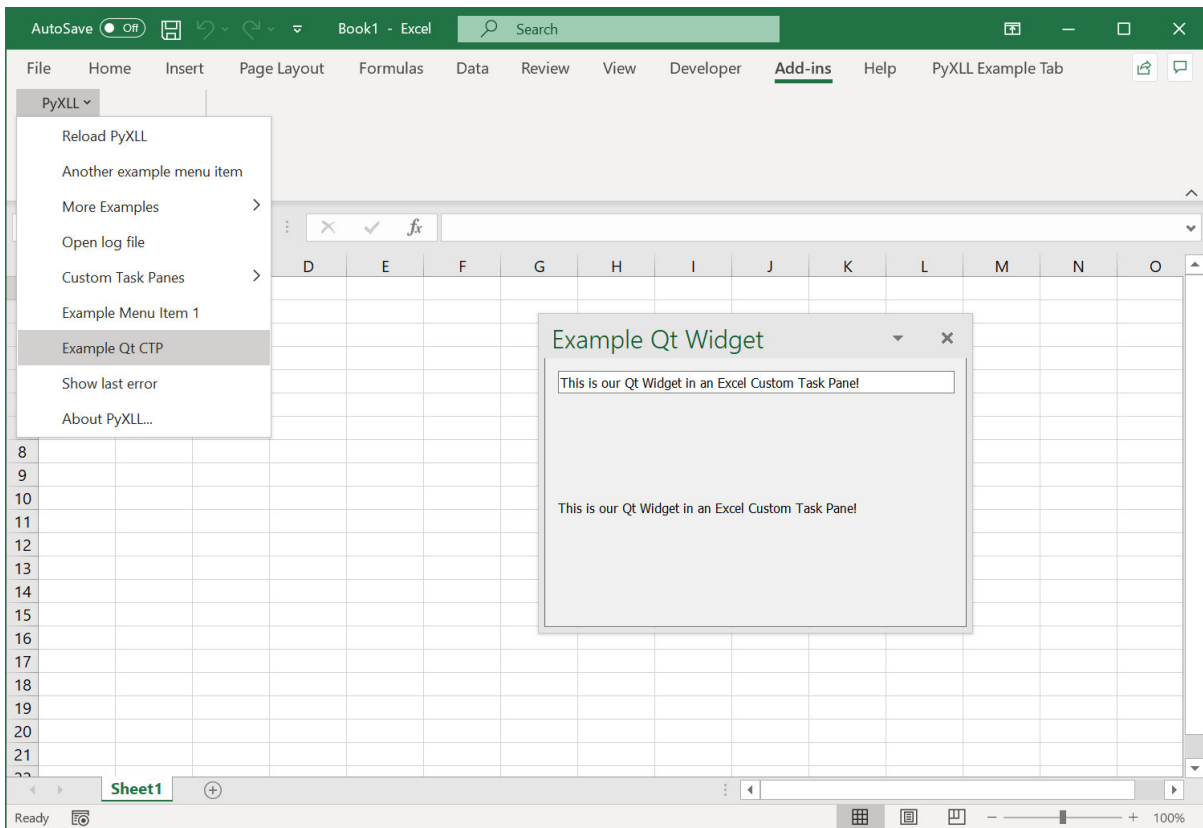 AutoSave Off Book1 - Excel Search
File Home Insert Page Layout Formulas Data Review View Developer Add-ins Help PyXLL Example Tab
PyXLL
Reload PyXLL
Another example menu item
More Examples
Open log file
Custom Task Panes
Example Menu Item 1
Example Qt CTP
Show last error
About PyXLL...
fx
D E F G H I J K L M N O
Example Qt Widget
This is our Qt Widget in an Excel Custom Task Pane!
This is our Qt Widget in an Excel Custom Task Pane!
8
9
10
11
12
13
14
15
16
17
18
19
20
21
Sheet1
Ready 100%